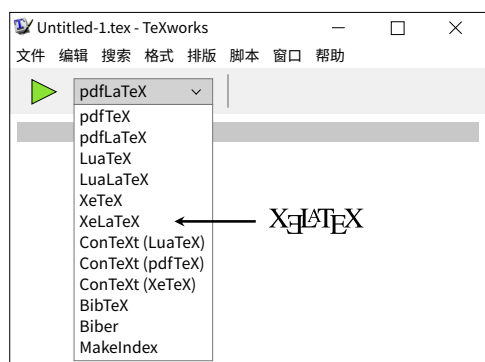 Untitled-1.tex - TeXworks
文件 编辑 搜索 格式 排版 脚本 窗口 帮助
pdfLaTeX
pdfTeX
pdfLaTeX
LuaTeX
LuaLaTeX
XeTeX
XeLaTeX
XƎLATEX
ConTeXt (LuaTeX)
ConTeXt (pdfTeX)
ConTeXt (XeTeX)
BibTeX
Biber
MakeIndex